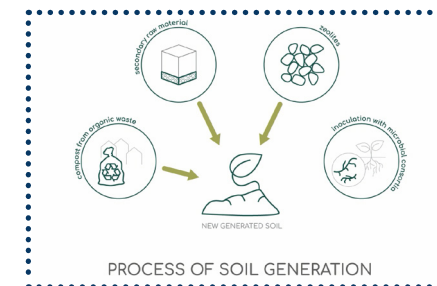 secondary raw material
zeolites
compost from organic waste
inoculation with microbial consortia
NEW GENERATED SOIL
PROCESS OF SOIL GENERATION